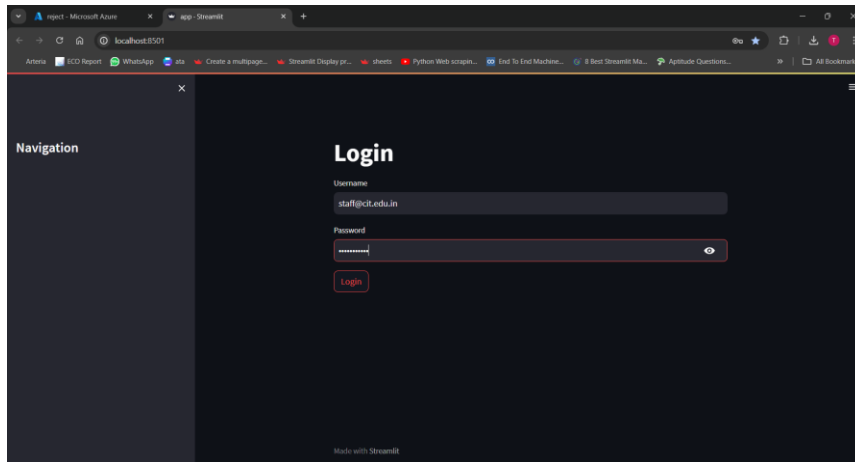 reject - Microsoft Azure
app - Streamlit
localhost:8501
Arteria ECO Report WhatsApp ata Create a multipage... Streamlit Display pr... sheets Python Web scrapin... End To End Machine... 8 Best Streamlit Ma... Aptitude Questions... All Bookmark
Navigation
Login
Username
staff@cit.edu.in
Password
Login
Made with Streamlit